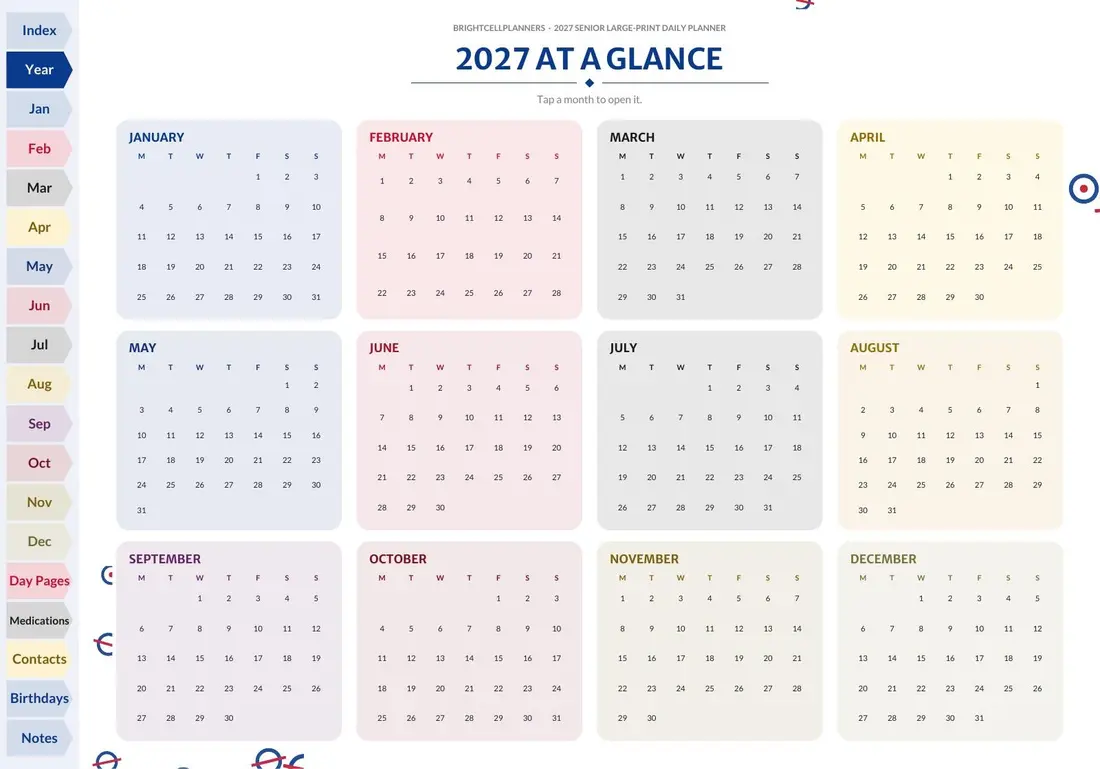 Index
Year
Jan
Feb
Mar
Apr
May
Jun
Jul
Aug
Sep
Oct
Nov
Dec
Day Pages
Medications
Contacts
Birthdays
Notes
BRIGHTCELLPLANNERS · 2027 SENIOR LARGE-PRINT DAILY PLANNER
2027 AT A GLANCE
Tap a month to open it.
JANUARY
M T W T F S S
1 2 3
4 5 6 7 8 9 10
11 12 13 14 15 16 17
18 19 20 21 22 23 24
25 26 27 28 29 30 31
FEBRUARY
M T W T F S S
1 2 3 4 5 6 7
8 9 10 11 12 13 14
15 16 17 18 19 20 21
22 23 24 25 26 27 28
MARCH
M T W T F S S
1 2 3 4 5 6 7
8 9 10 11 12 13 14
15 16 17 18 19 20 21
22 23 24 25 26 27 28
29 30 31
APRIL
M T W T F S S
1 2 3 4
5 6 7 8 9 10 11
12 13 14 15 16 17 18
19 20 21 22 23 24 25
26 27 28 29 30
MAY
M T W T F S S
1 2
3 4 5 6 7 8 9
10 11 12 13 14 15 16
17 18 19 20 21 22 23
24 25 26 27 28 29 30
31
JUNE
M T W T F S S
1 2 3 4 5 6
7 8 9 10 11 12 13
14 15 16 17 18 19 20
21 22 23 24 25 26 27
28 29 30
JULY
M T W T F S S
1 2 3 4
5 6 7 8 9 10 11
12 13 14 15 16 17 18
19 20 21 22 23 24 25
26 27 28 29 30 31
AUGUST
M T W T F S S
1
2 3 4 5 6 7 8
9 10 11 12 13 14 15
16 17 18 19 20 21 22
23 24 25 26 27 28 29
30 31
SEPTEMBER
M T W T F S S
1 2 3 4 5
6 7 8 9 10 11 12
13 14 15 16 17 18 19
20 21 22 23 24 25 26
27 28 29 30
OCTOBER
M T W T F S S
1 2 3
4 5 6 7 8 9 10
11 12 13 14 15 16 17
18 19 20 21 22 23 24
25 26 27 28 29 30 31
NOVEMBER
M T W T F S S
1 2 3 4 5 6 7
8 9 10 11 12 13 14
15 16 17 18 19 20 21
22 23 24 25 26 27 28
29 30
DECEMBER
M T W T F S S
1 2 3 4 5
6 7 8 9 10 11 12
13 14 15 16 17 18 19
20 21 22 23 24 25 26
27 28 29 30 31